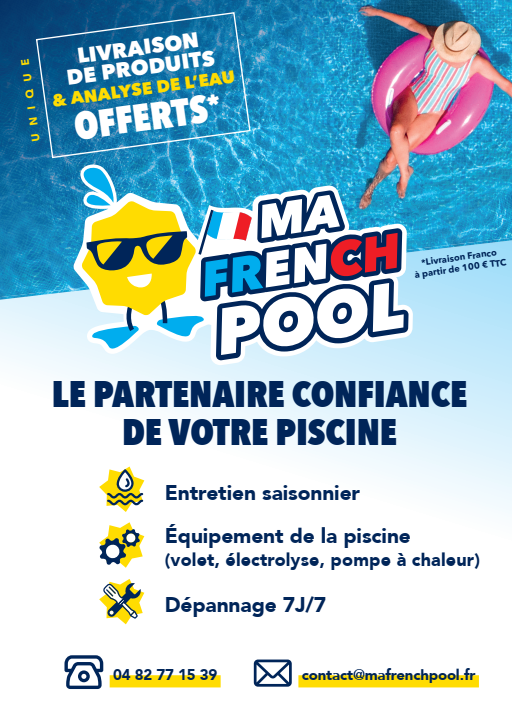 UNIQUE
LIVRAISON
DE PRODUITS
& ANALYSE DE L'EAU
OFFERTS*
MA
FRENCH
POOL
*Livraison Franco
à partir de 100 € TTC
LE PARTENAIRE CONFIANCE
DE VOTRE PISCINE
Entretien saisonnier
Équipement de la piscine
(volet, électrolyse, pompe à chaleur)
Dépannage 7J/7
04 82 77 15 39
contact@mafrenchpool.fr